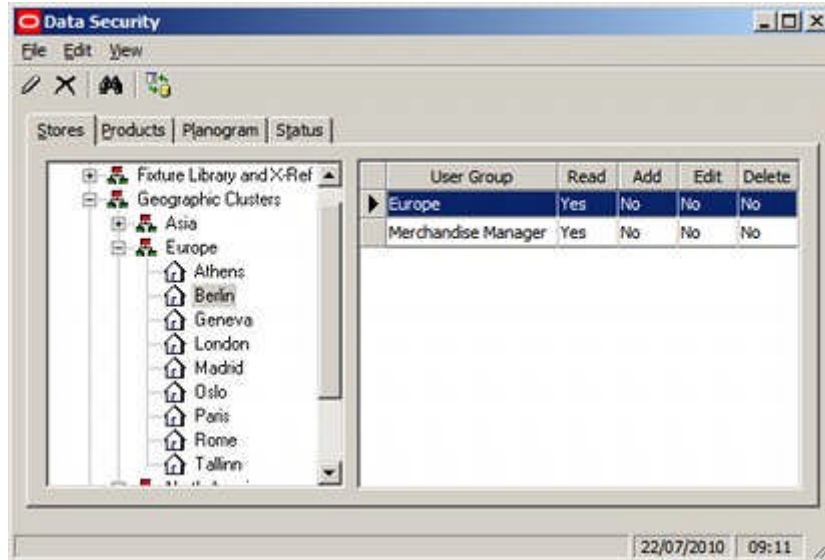 Data Security
File Edit View
Stores Products Planogram Status
Fixture Library and X-Ref
Geographic Clusters
Asia
Europe
Athens
Berlin
Geneva
London
Madrid
Oslo
Paris
Rome
Tallinn
User Group Read Add Edit Delete
Europe Yes No No No
Merchandise Manager Yes No No No
22/07/2010 09:11